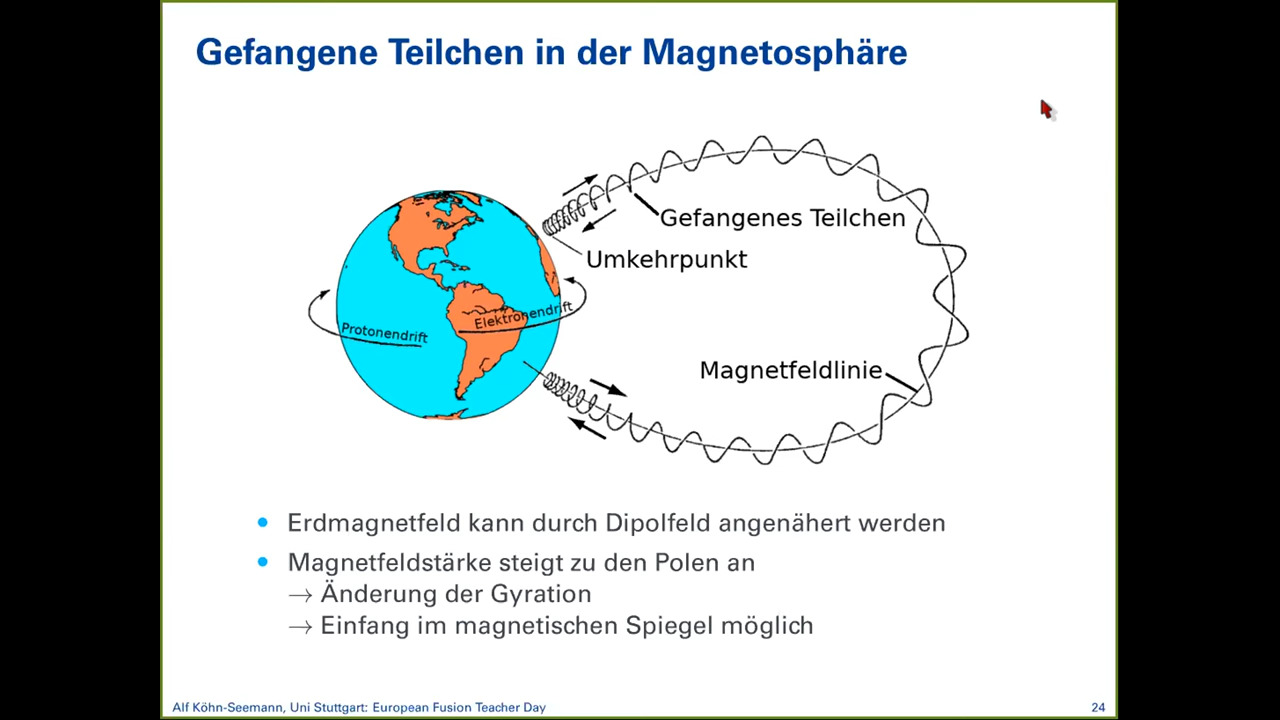 Gefangene Teilchen in der Magnetosphäre
Gefangenes Teilchen
Umkehrpunkt
Elektronendrift
Protonendrift
Magnetfeldlinie
• Erdmagnetfeld kann durch Dipolfeld angenähert werden
• Magnetfeldstärke steigt zu den Polen an
→ Änderung der Gyration
→ Einfang im magnetischen Spiegel möglich
Alf Köhn-Seemann, Uni Stuttgart: European Fusion Teacher Day
24